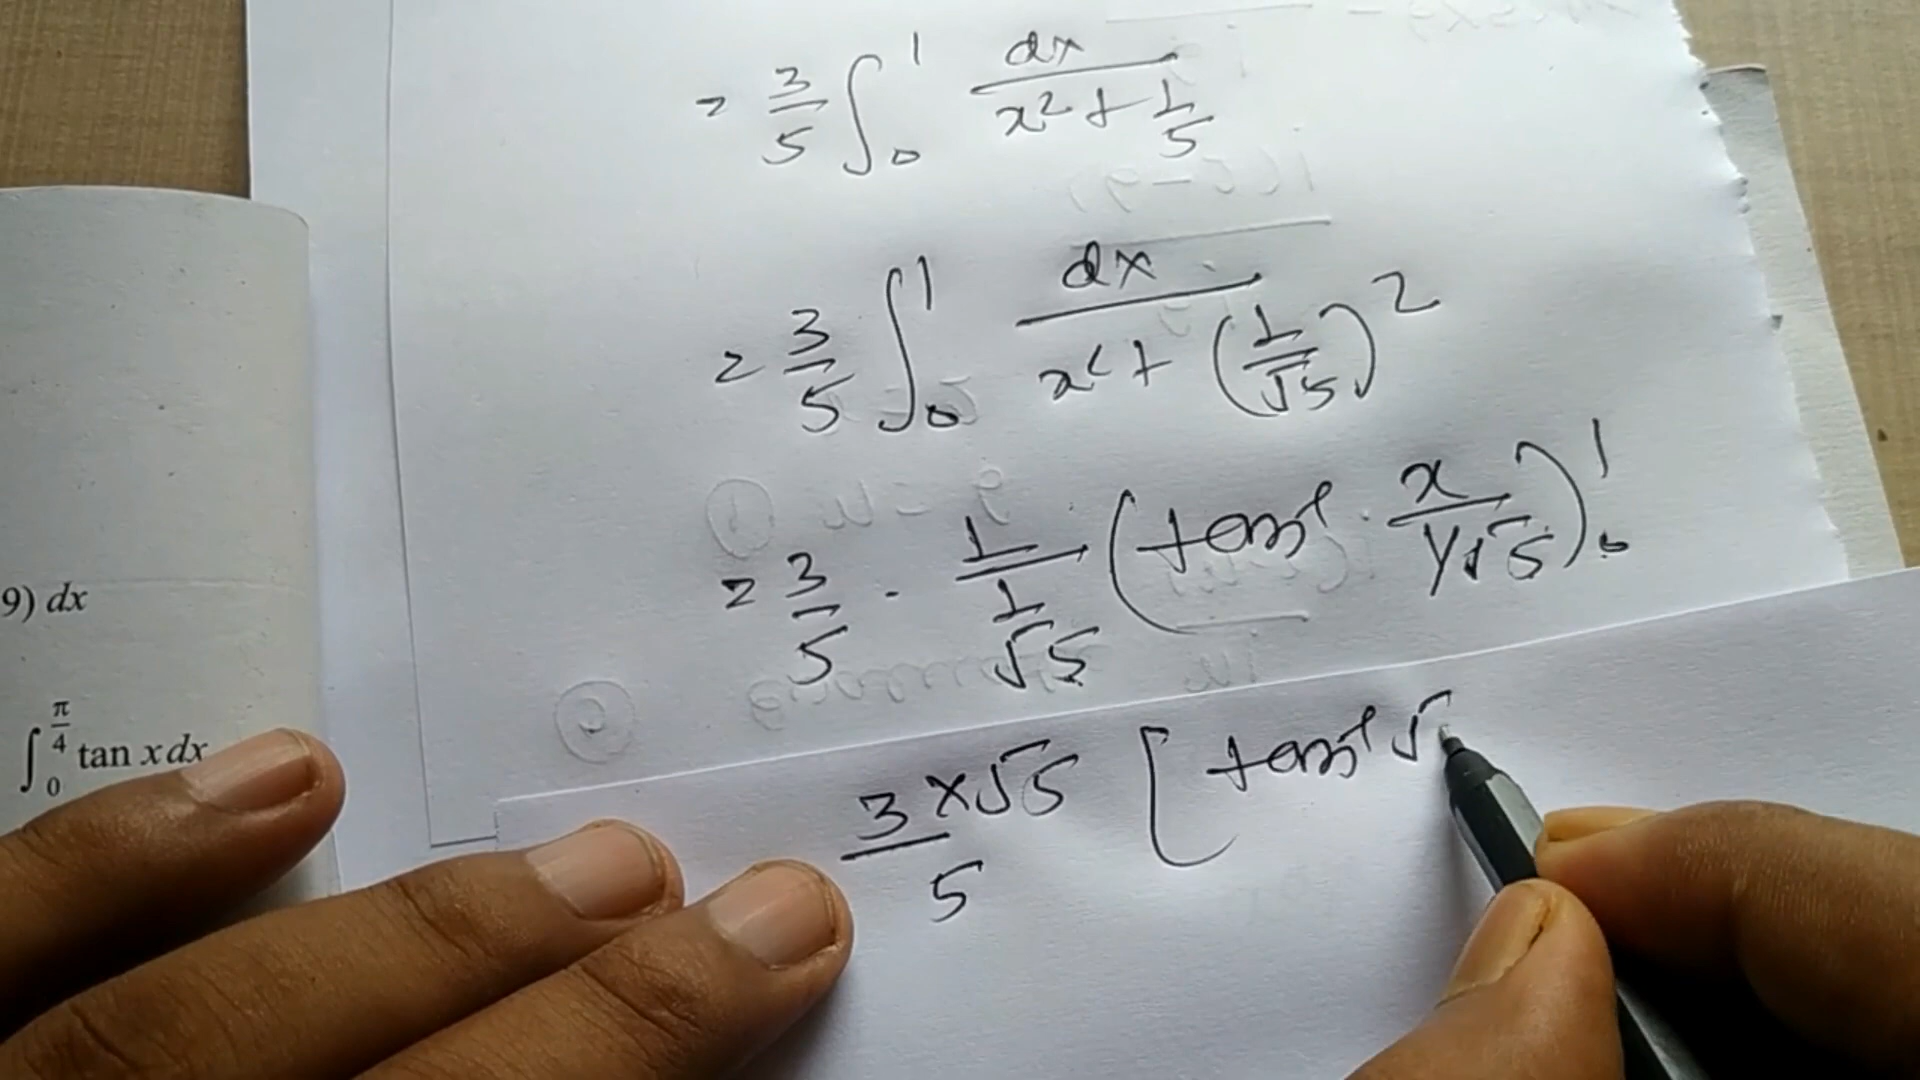 = 3/5 ∫₀¹ dx / (x² + 1/5)
= 3/5 ∫₀¹ dx / (x² + (1/√5)²)
= 3/5 · 1/(1/√5) (tan⁻¹ x/(1/√5))₀¹
3×√5/5 [tan⁻¹ √
9) dx
∫₀^(π/4) tan x dx